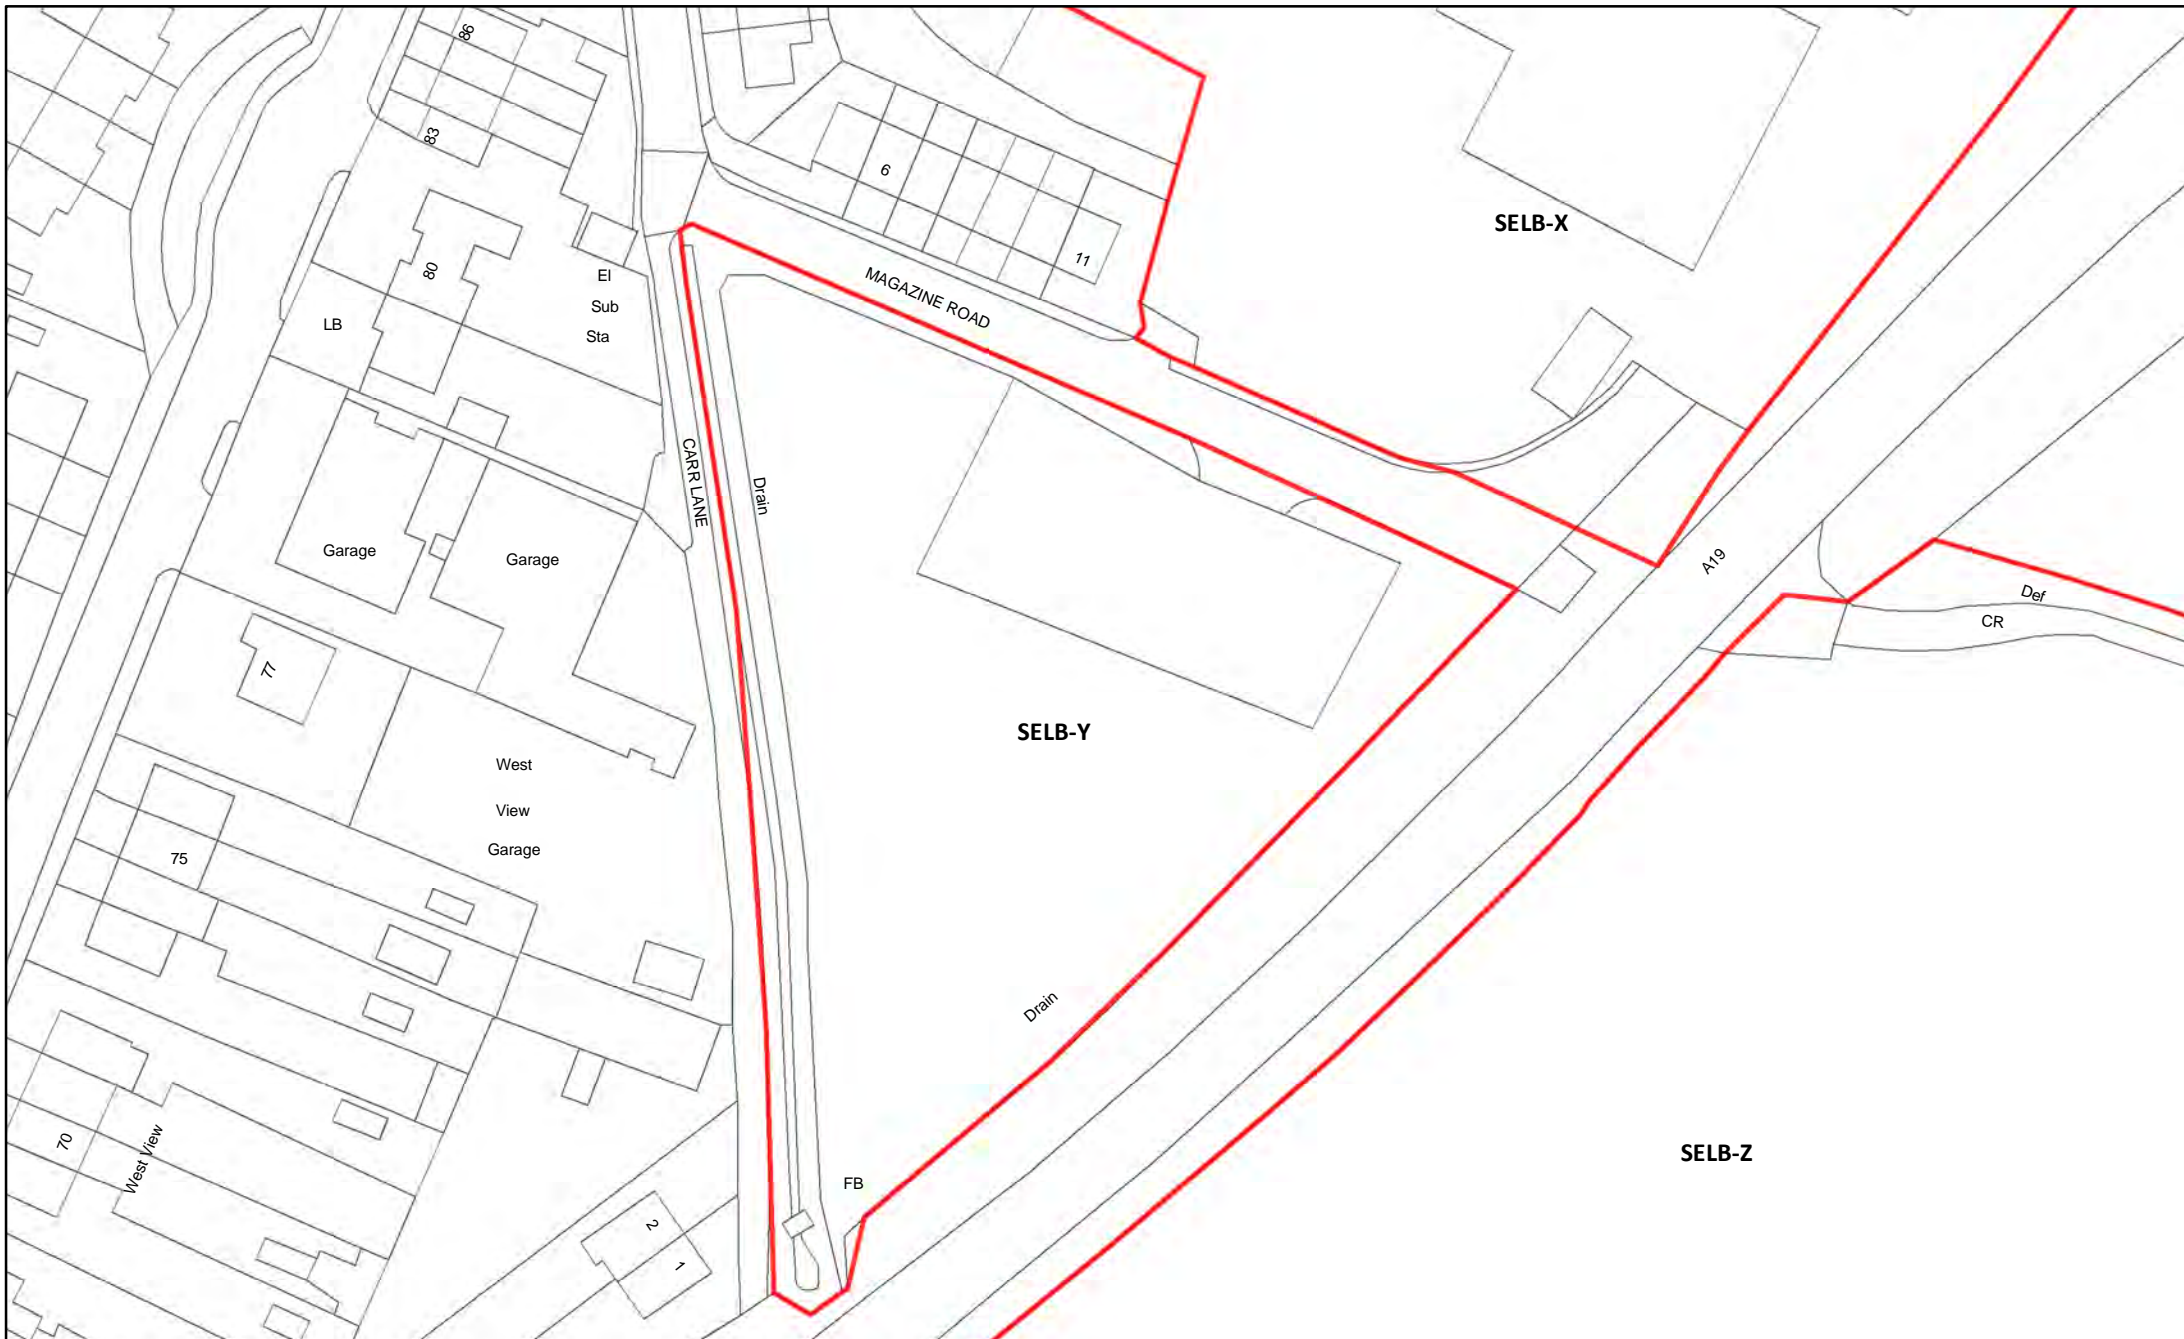 86
83
6
11
SELB-X
80
El
Sub
Sta
LB
MAGAZINE ROAD
CARR LANE
Drain
Garage
Garage
A19
Def
CR
77
SELB-Y
West
View
Garage
75
Drain
70
West View
SELB-Z
FB
2
1